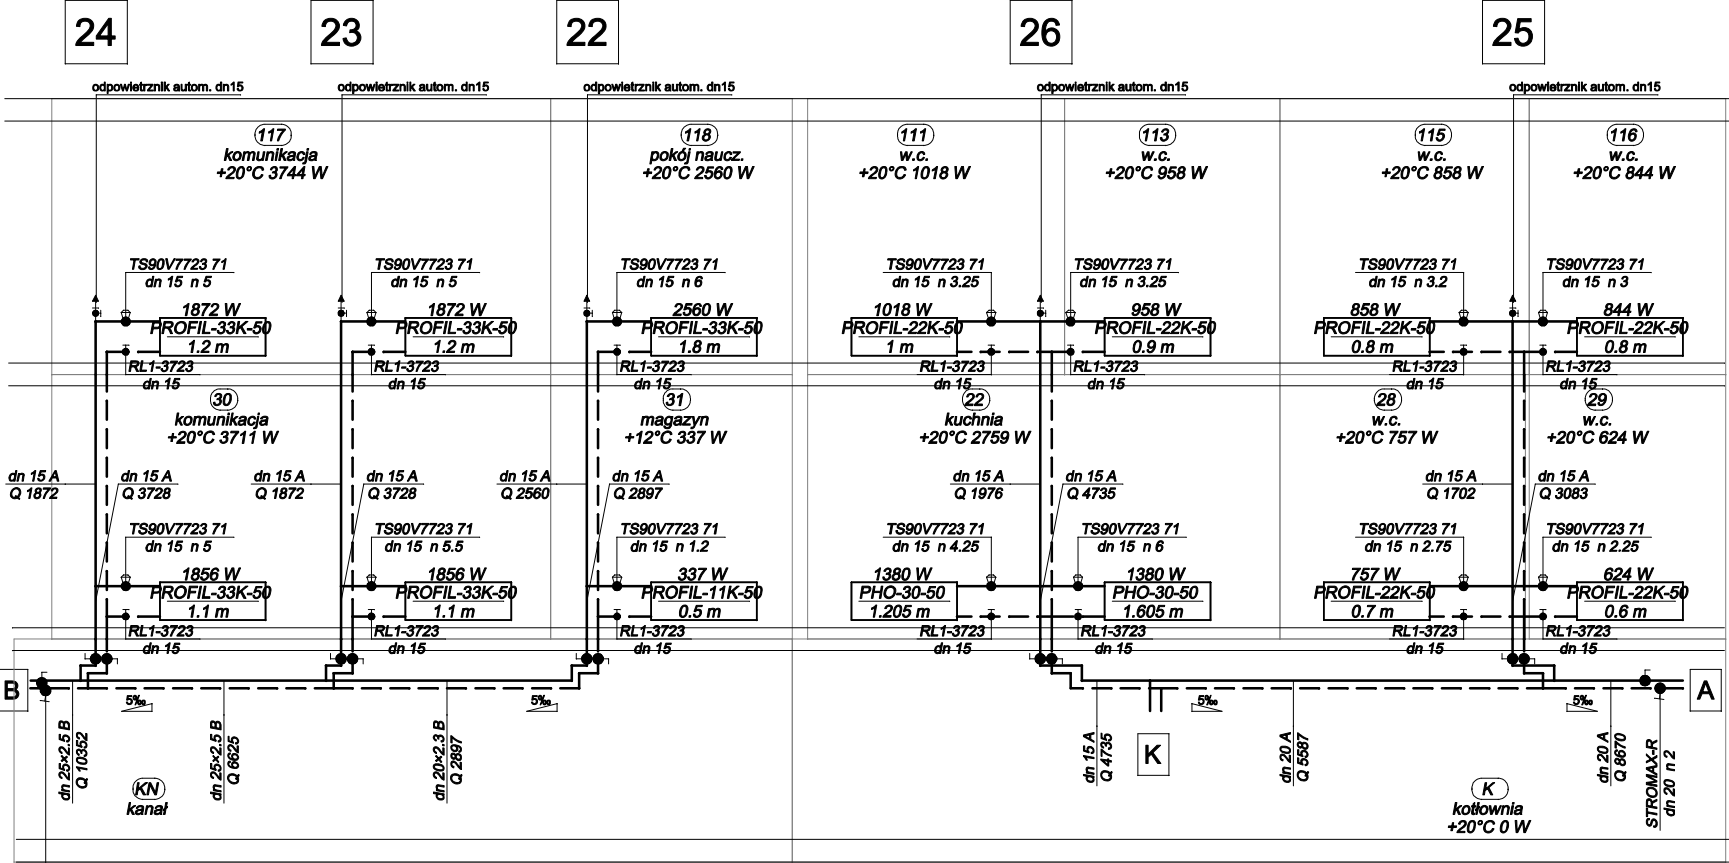 24 23 22 26 25
odpowietrznik autom. dn15 odpowietrznik autom. dn15 odpowietrznik autom. dn15 odpowietrznik autom. dn15 odpowietrznik autom. dn15
117 118 111 113 115 116
komunikacja pokój naucz. w.c. w.c. w.c. w.c.
+20°C 3744 W +20°C 2560 W +20°C 1018 W +20°C 958 W +20°C 858 W +20°C 844 W
TS90V7723 71 TS90V7723 71 TS90V7723 71 TS90V7723 71 TS90V7723 71 TS90V7723 71 TS90V7723 71
dn 15 n 5 dn 15 n 5 dn 15 n 6 dn 15 n 3.25 dn 15 n 3.25 dn 15 n 3.2 dn 15 n 3
1872 W 1872 W 2560 W 1018 W 958 W 858 W 844 W
PROFIL-33K-50 PROFIL-33K-50 PROFIL-33K-50 PROFIL-22K-50 PROFIL-22K-50 PROFIL-22K-50 PROFIL-22K-50
1.2 m 1.2 m 1.8 m 1 m 0.9 m 0.8 m 0.8 m
RL1-3723 RL1-3723 RL1-3723 RL1-3723 RL1-3723 RL1-3723 RL1-3723
dn 15 dn 15 dn 15 dn 15 dn 15 dn 15 dn 15
30 31 22 28 29
komunikacja magazyn kuchnia w.c. w.c.
+20°C 3711 W +12°C 337 W +20°C 2759 W +20°C 757 W +20°C 624 W
dn 15 A dn 15 A dn 15 A dn 15 A dn 15 A dn 15 A dn 15 A dn 15 A dn 15 A dn 15 A
Q 1872 Q 3728 Q 1872 Q 3728 Q 2560 Q 2897 Q 1976 Q 4735 Q 1702 Q 3083
TS90V7723 71 TS90V7723 71 TS90V7723 71 TS90V7723 71 TS90V7723 71 TS90V7723 71 TS90V7723 71
dn 15 n 5 dn 15 n 5.5 dn 15 n 1.2 dn 15 n 4.25 dn 15 n 6 dn 15 n 2.75 dn 15 n 2.25
1856 W 1856 W 337 W 1380 W 1380 W 757 W 624 W
PROFIL-33K-50 PROFIL-33K-50 PROFIL-11K-50 PHO-30-50 PHO-30-50 PROFIL-22K-50 PROFIL-22K-50
1.1 m 1.1 m 0.5 m 1.205 m 1.605 m 0.7 m 0.6 m
RL1-3723 RL1-3723 RL1-3723 RL1-3723 RL1-3723 RL1-3723 RL1-3723
dn 15 dn 15 dn 15 dn 15 dn 15 dn 15 dn 15
B A
5‰ 5‰ 5‰ 5‰
dn 25×2.5 B
Q 10352
dn 25×2.5 B
Q 6625
dn 20×2.3 B
Q 2897
dn 15 A
Q 4735
K
dn 20 A
Q 5587
dn 20 A
Q 8670
STROMAX-R
dn 20 n 2
KN
kanał
K
kotłownia
+20°C 0 W